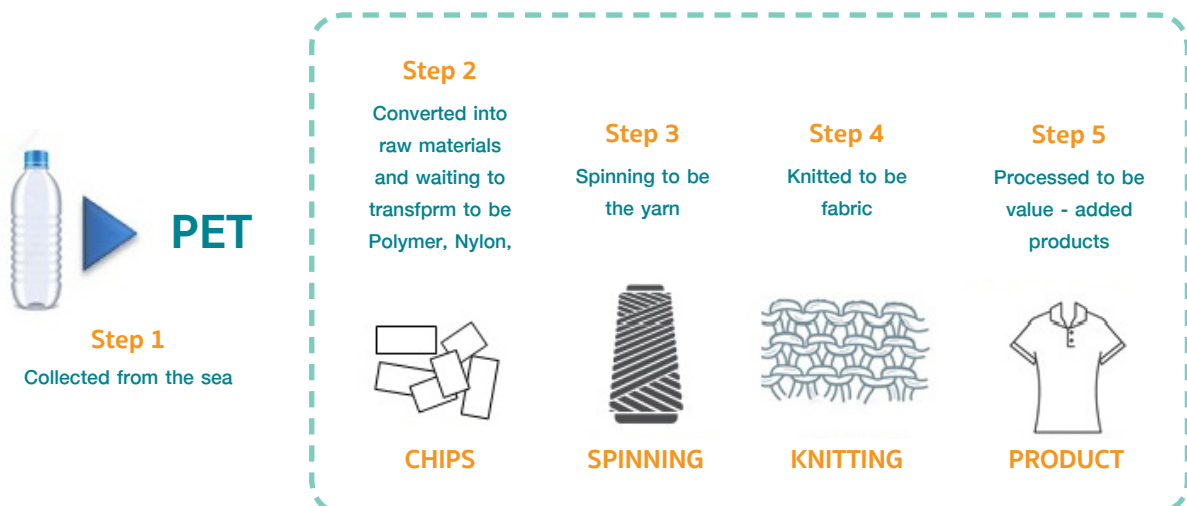 PET
Step 1
Collected from the sea
Step 2
Converted into
raw materials
and waiting to
transfprm to be
Polymer, Nylon,
CHIPS
Step 3
Spinning to be
the yarn
SPINNING
Step 4
Knitted to be
fabric
KNITTING
Step 5
Processed to be
value - added
products
PRODUCT